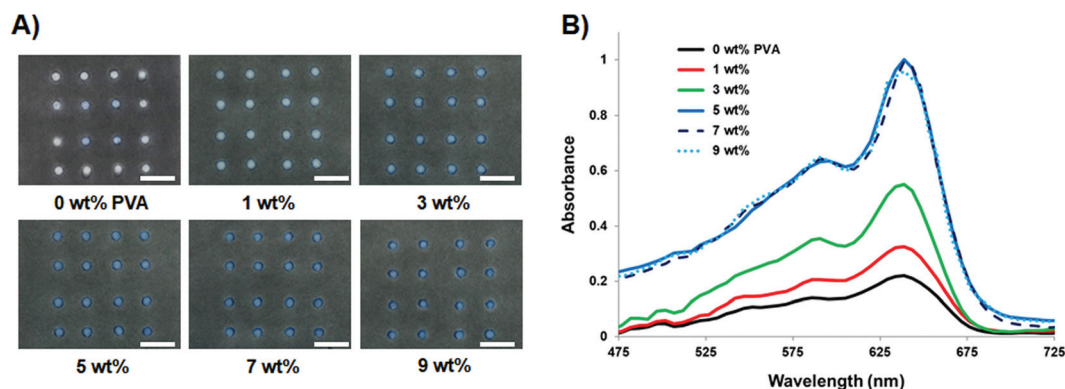 A)
0 wt% PVA
1 wt%
3 wt%
5 wt%
7 wt%
9 wt%
B)
0 wt% PVA
1 wt%
3 wt%
5 wt%
7 wt%
9 wt%
Absorbance
1
0.8
0.6
0.4
0.2
0
475
525
575
625
675
725
Wavelength (nm)